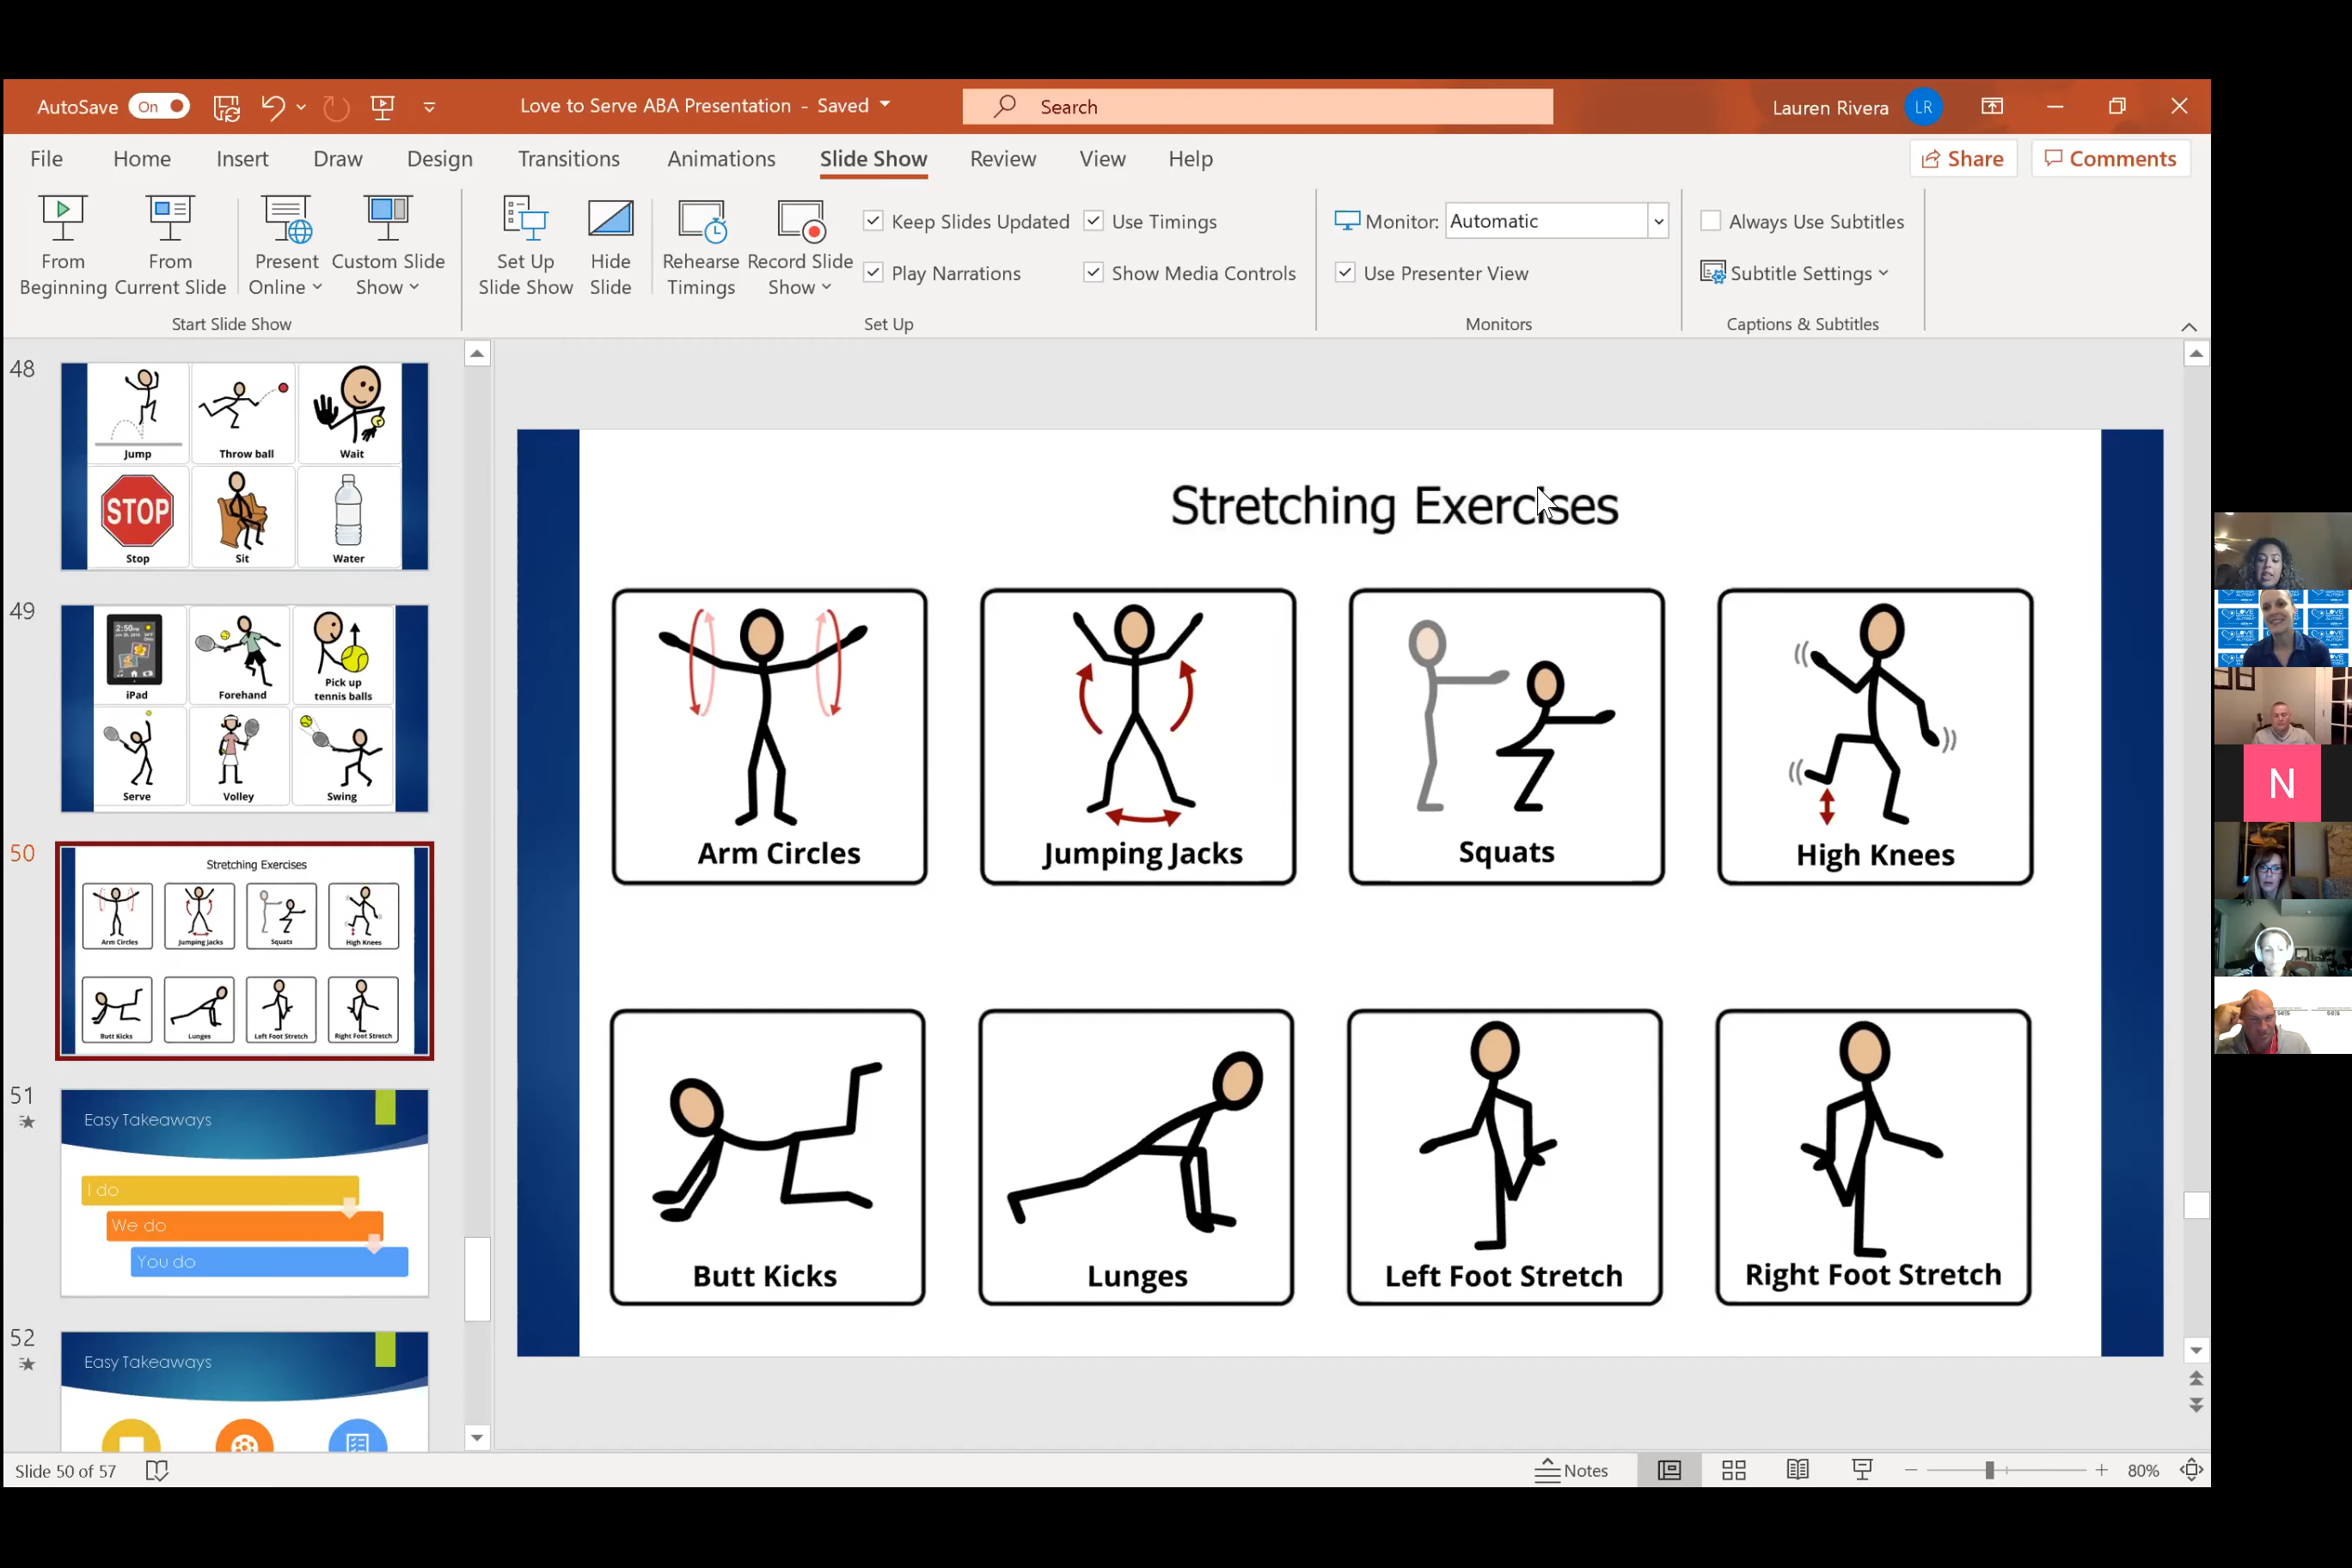 AutoSave On
Love to Serve ABA Presentation - Saved
Search
Lauren Rivera LR
File Home Insert Draw Design Transitions Animations Slide Show Review View Help
Share Comments
From Beginning
From Current Slide
Present Online
Custom Slide Show
Start Slide Show
Set Up Slide Show
Hide Slide
Rehearse Timings
Record Slide Show
Keep Slides Updated
Use Timings
Play Narrations
Show Media Controls
Set Up
Monitor: Automatic
Use Presenter View
Monitors
Always Use Subtitles
Subtitle Settings
Captions & Subtitles
48
Jump Throw ball Wait
STOP
Stop Sit Water
49
2:50
iPad Forehand Pick up
tennis balls
Serve Volley Swing
50
Stretching Exercises
Arm Circles Jumping Jacks Squats High Knees
Butt Kicks Lunges Left Foot Stretch Right Foot Stretch
51
Easy Takeaways
I do
We do
You do
52
Easy Takeaways
Stretching Exercises
Arm Circles Jumping Jacks Squats High Knees
Butt Kicks Lunges Left Foot Stretch Right Foot Stretch
N
Slide 50 of 57
Notes
80%